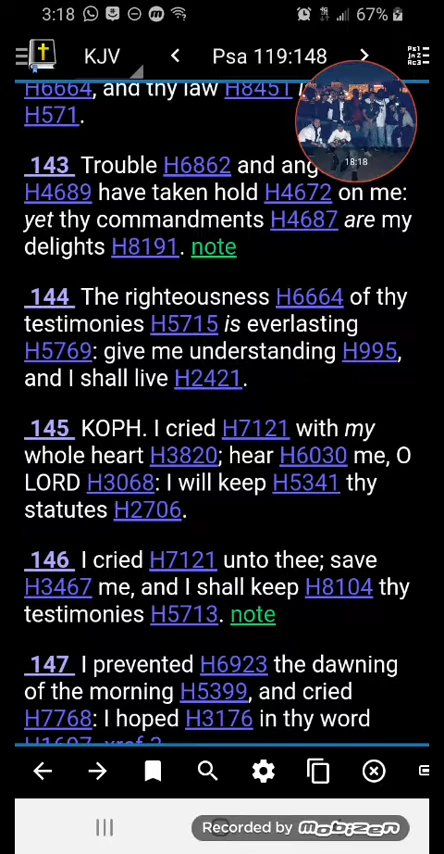 3:18 67%
KJV < Psa 119:148 >
Ps1
JnZ
Ac3
H6664, and thy law H8451
H571.
18:18
143 Trouble H6862 and ang
H4689 have taken hold H4672 on me:
yet thy commandments H4687 are my
delights H8191. note
144 The righteousness H6664 of thy
testimonies H5715 is everlasting
H5769: give me understanding H995,
and I shall live H2421.
145 KOPH. I cried H7121 with my
whole heart H3820; hear H6030 me, O
LORD H3068: I will keep H5341 thy
statutes H2706.
146 I cried H7121 unto thee; save
H3467 me, and I shall keep H8104 thy
testimonies H5713. note
147 I prevented H6923 the dawning
of the morning H5399, and cried
H7768: I hoped H3176 in thy word
H1697. xref 2
Recorded by Mobizen